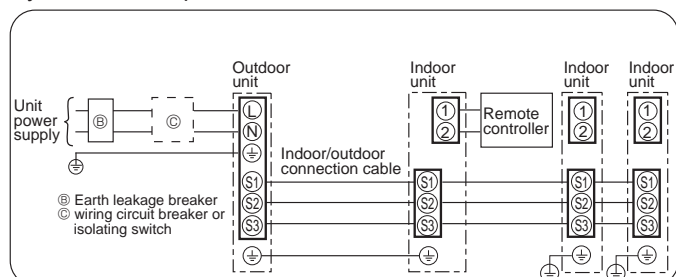 Outdoor unit
Indoor unit
Indoor unit
Indoor unit
Unit power supply
Ⓑ
Ⓒ
L
N
1
2
Remote controller
1
2
1
2
Indoor/outdoor connection cable
S1
S2
S3
S1
S2
S3
S1
S2
S3
S1
S2
S3
Ⓑ Earth leakage breaker
Ⓒ wiring circuit breaker or isolating switch